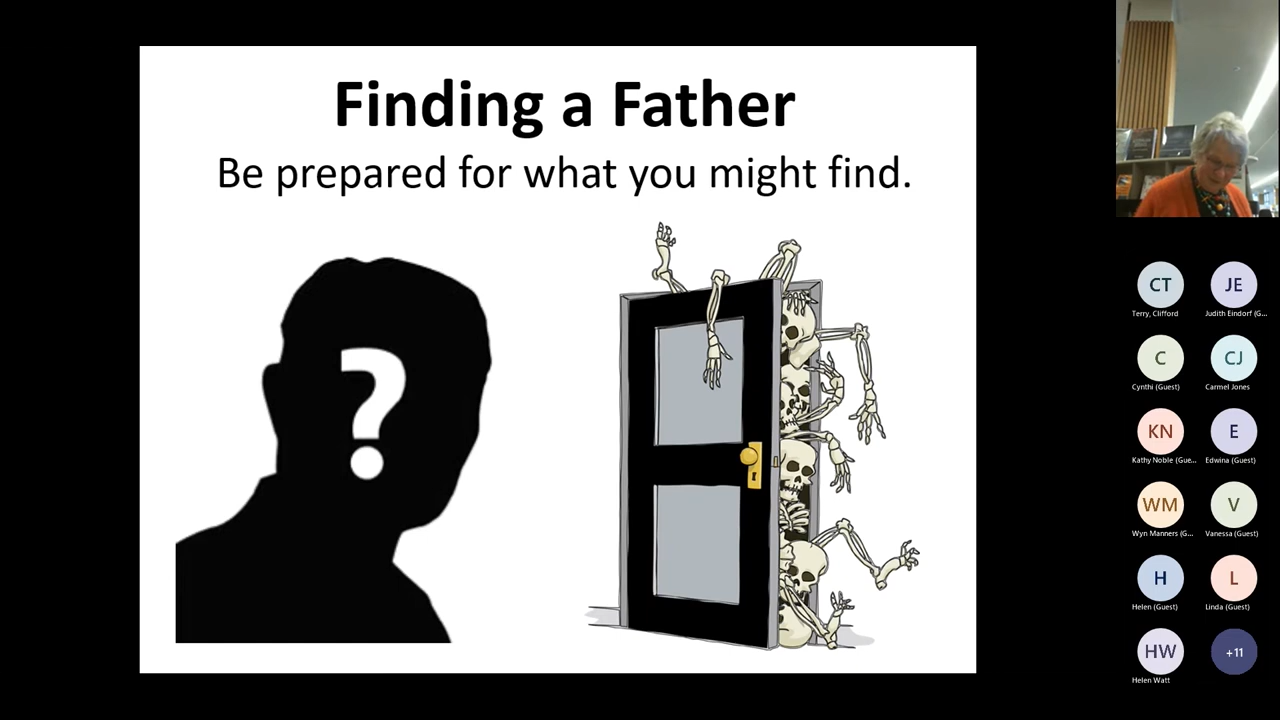 Finding a Father
Be prepared for what you might find.
?
CT
JE
Terry, Clifford
Judith Eindorf (G...
C
CJ
Cynthi (Guest)
Carmel Jones
KN
E
Kathy Noble (Gue...
Edwina (Guest)
WM
V
Wyn Manners (G...
Vanessa (Guest)
H
L
Helen (Guest)
Linda (Guest)
HW
+11
Helen Watt